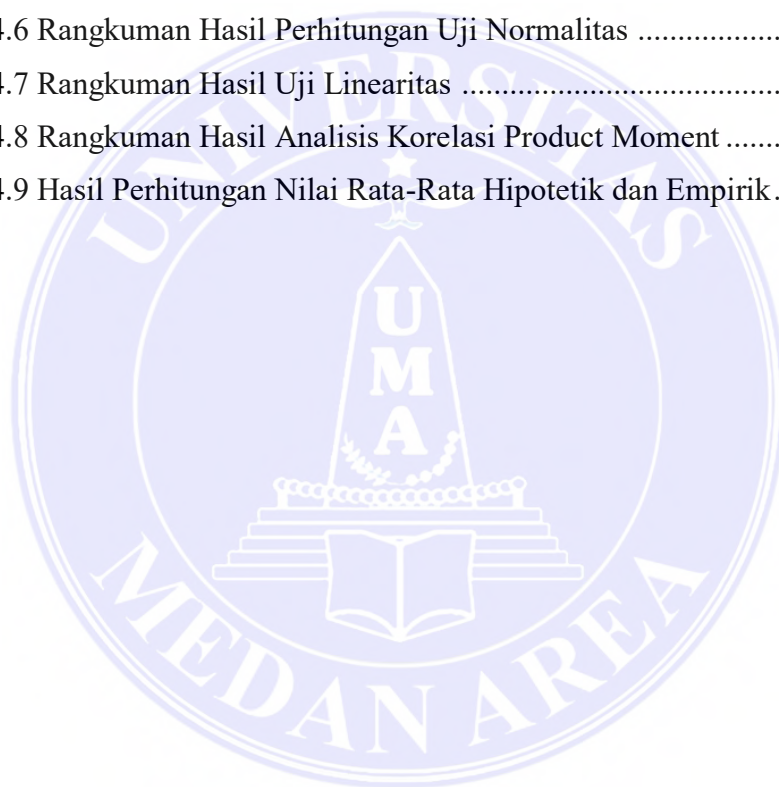 4.6 Rangkuman Hasil Perhitungan Uji Normalitas ..................
4.7 Rangkuman Hasil Uji Linearitas ........................................
4.8 Rangkuman Hasil Analisis Korelasi Product Moment .......
4.9 Hasil Perhitungan Nilai Rata-Rata Hipotetik dan Empirik.
UNIVERSITAS
UMA
MEDAN AREA